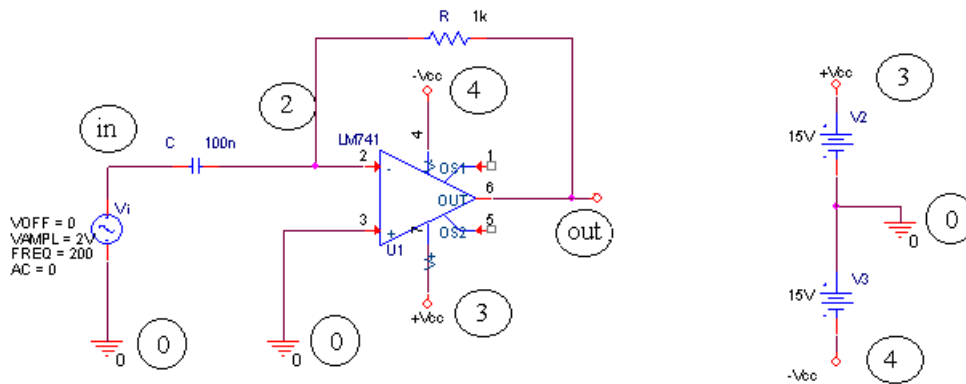 R 1k
-Vcc
4
+Vcc
3
in
2
C 100n
LM741
4
V2
15V
2
-
OS1
1
6
OUT
Vi
VOFF = 0
VAMPL = 2V
FREQ = 200
AC = 0
3
+
OS2
5
U1
7
out
0
0
V3
15V
+Vcc
3
0
0
0
0
-Vcc
4